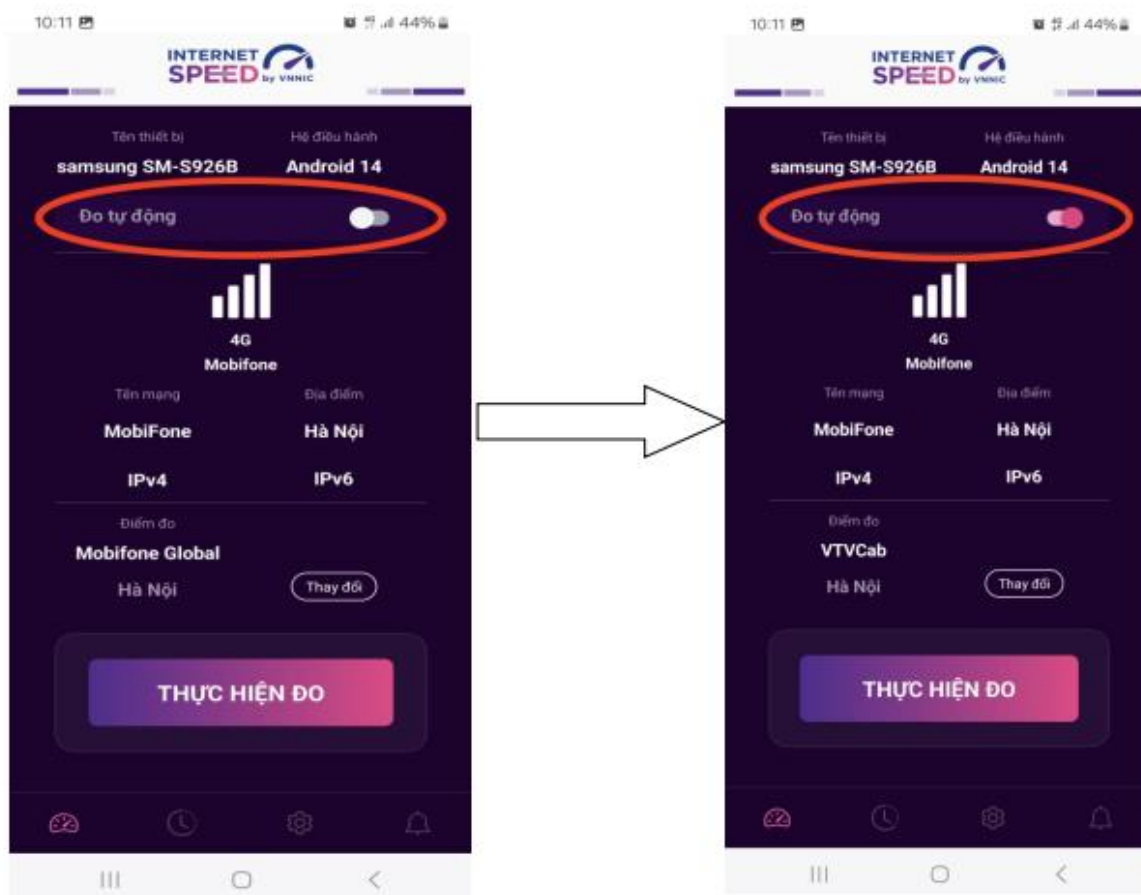 10:11
44%
INTERNET
SPEED by VNNIC
Tên thiết bị Hệ điều hành
samsung SM-S926B Android 14
Đo tự động
4G
Mobifone
Tên mạng Địa điểm
MobiFone Hà Nội
IPv4 IPv6
Điểm đo
Mobifone Global
Hà Nội Thay đổi
THỰC HIỆN ĐO
10:11
44%
INTERNET
SPEED by VNNIC
Tên thiết bị Hệ điều hành
samsung SM-S926B Android 14
Đo tự động
4G
Mobifone
Tên mạng Địa điểm
MobiFone Hà Nội
IPv4 IPv6
Điểm đo
VTVCab
Hà Nội Thay đổi
THỰC HIỆN ĐO